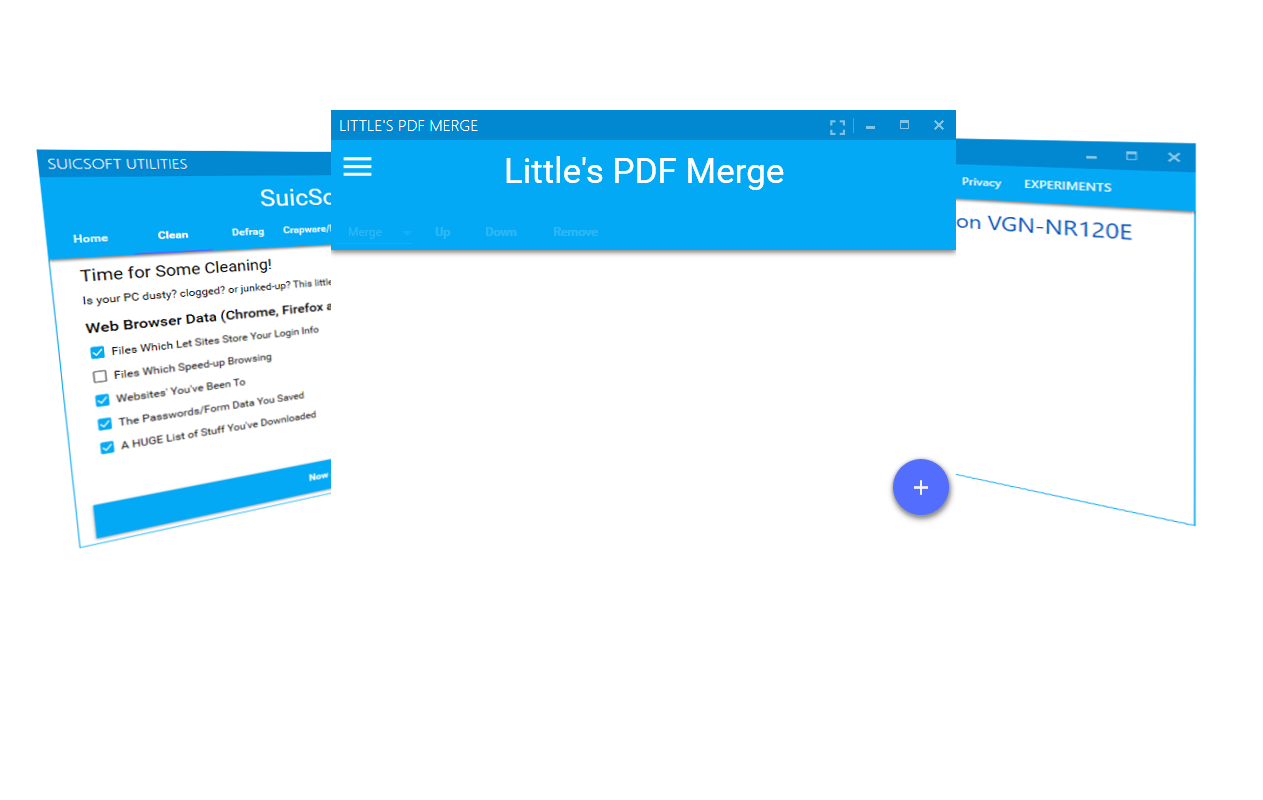 LITTLE'S PDF MERGE
Little's PDF Merge
Merge Up Down Remove
SUICSOFT UTILITIES
SuicSo
Home Clean Defrag Crapware/
Time for Some Cleaning!
Is your PC dusty? clogged? or junked-up? This little
Web Browser Data (Chrome, Firefox a
Files Which Let Sites Store Your Login Info
Files Which Speed-up Browsing
Websites' You've Been To
The Passwords/Form Data You Saved
A HUGE List of Stuff You've Downloaded
Now
Privacy EXPERIMENTS
on VGN-NR120E